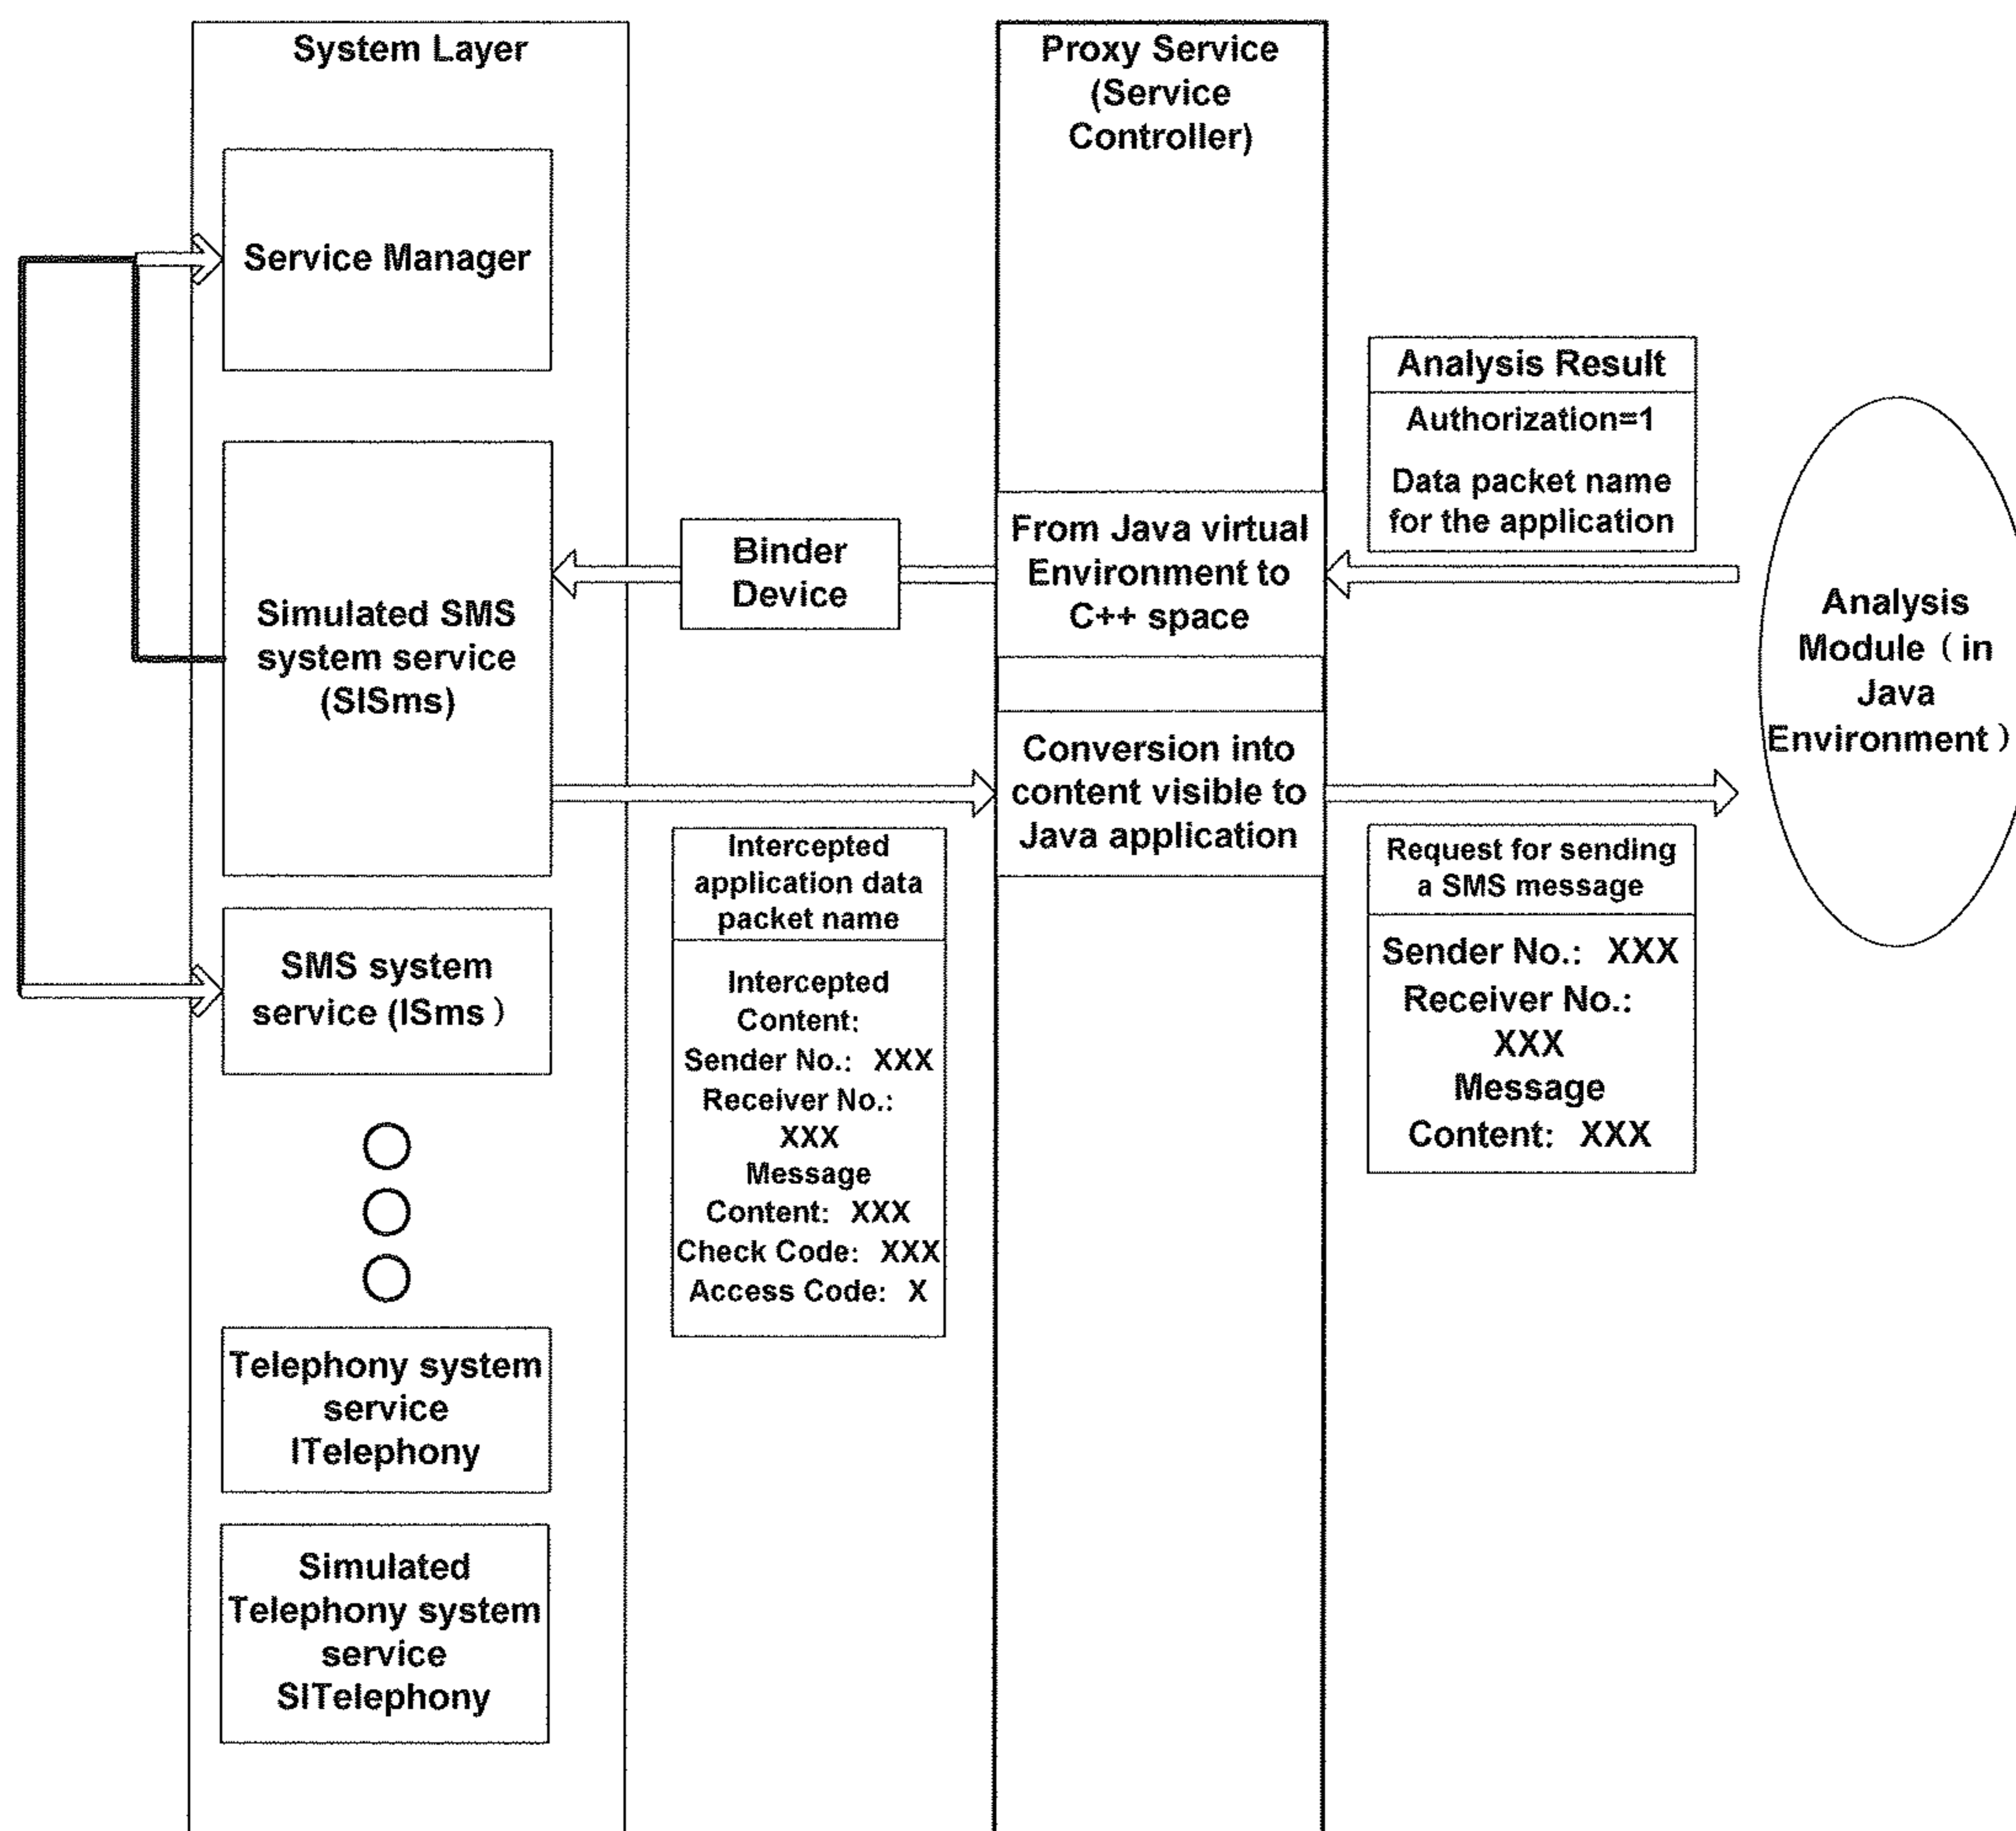 System Layer
Service Manager
Simulated SMS
system service
(SISms)
SMS system
service (ISms )
Telephony system
service
ITelephony
Simulated
Telephony system
service
SITelephony
Binder
Device
Intercepted
application data
packet name
Intercepted
Content:
Sender No.: XXX
Receiver No.:
XXX
Message
Content: XXX
Check Code: XXX
Access Code: X
Proxy Service
(Service
Controller)
From Java virtual
Environment to
C++ space
Conversion into
content visible to
Java application
Analysis Result
Authorization=1
Data packet name
for the application
Request for sending
a SMS message
Sender No.: XXX
Receiver No.:
XXX
Message
Content: XXX
Analysis
Module ( in
Java
Environment )